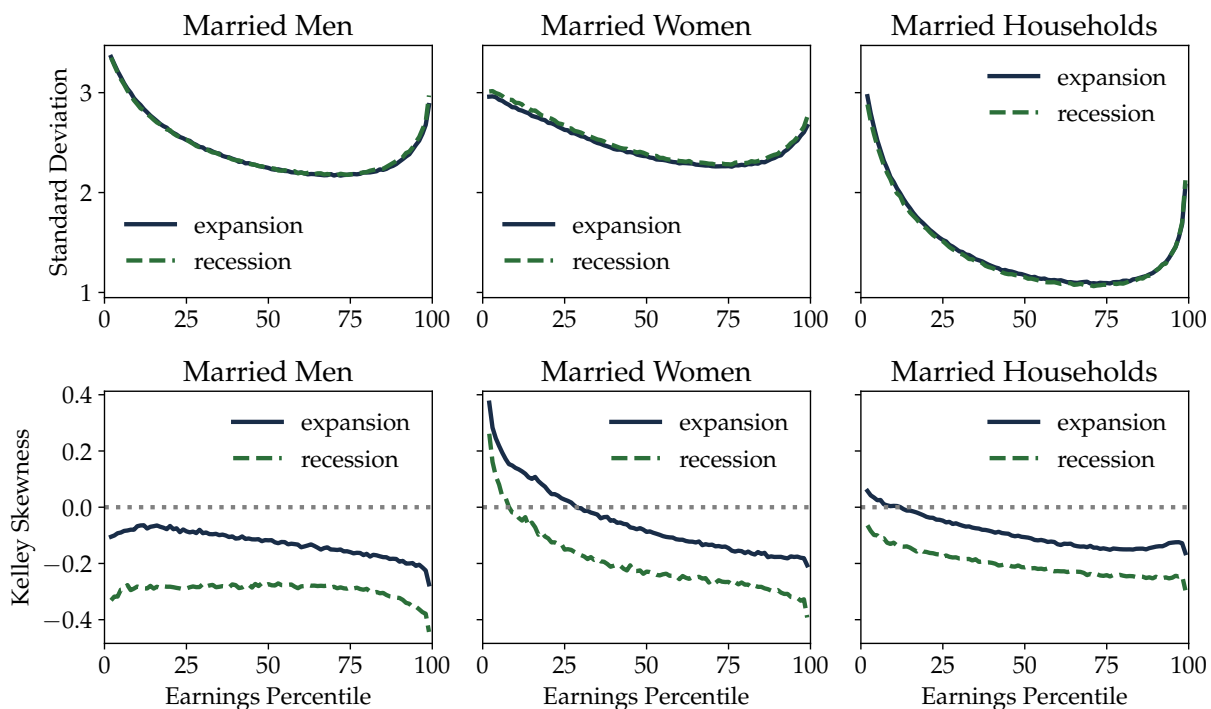 Married Men
Married Women
Married Households
Standard Deviation
3
2
1
expansion
recession
expansion
recession
expansion
recession
0 25 50 75 100
0 25 50 75 100
0 25 50 75 100
Married Men
Married Women
Married Households
Kelley Skewness
0.4
0.2
0.0
−0.2
−0.4
expansion
recession
expansion
recession
expansion
recession
0 25 50 75 100
0 25 50 75 100
0 25 50 75 100
Earnings Percentile
Earnings Percentile
Earnings Percentile